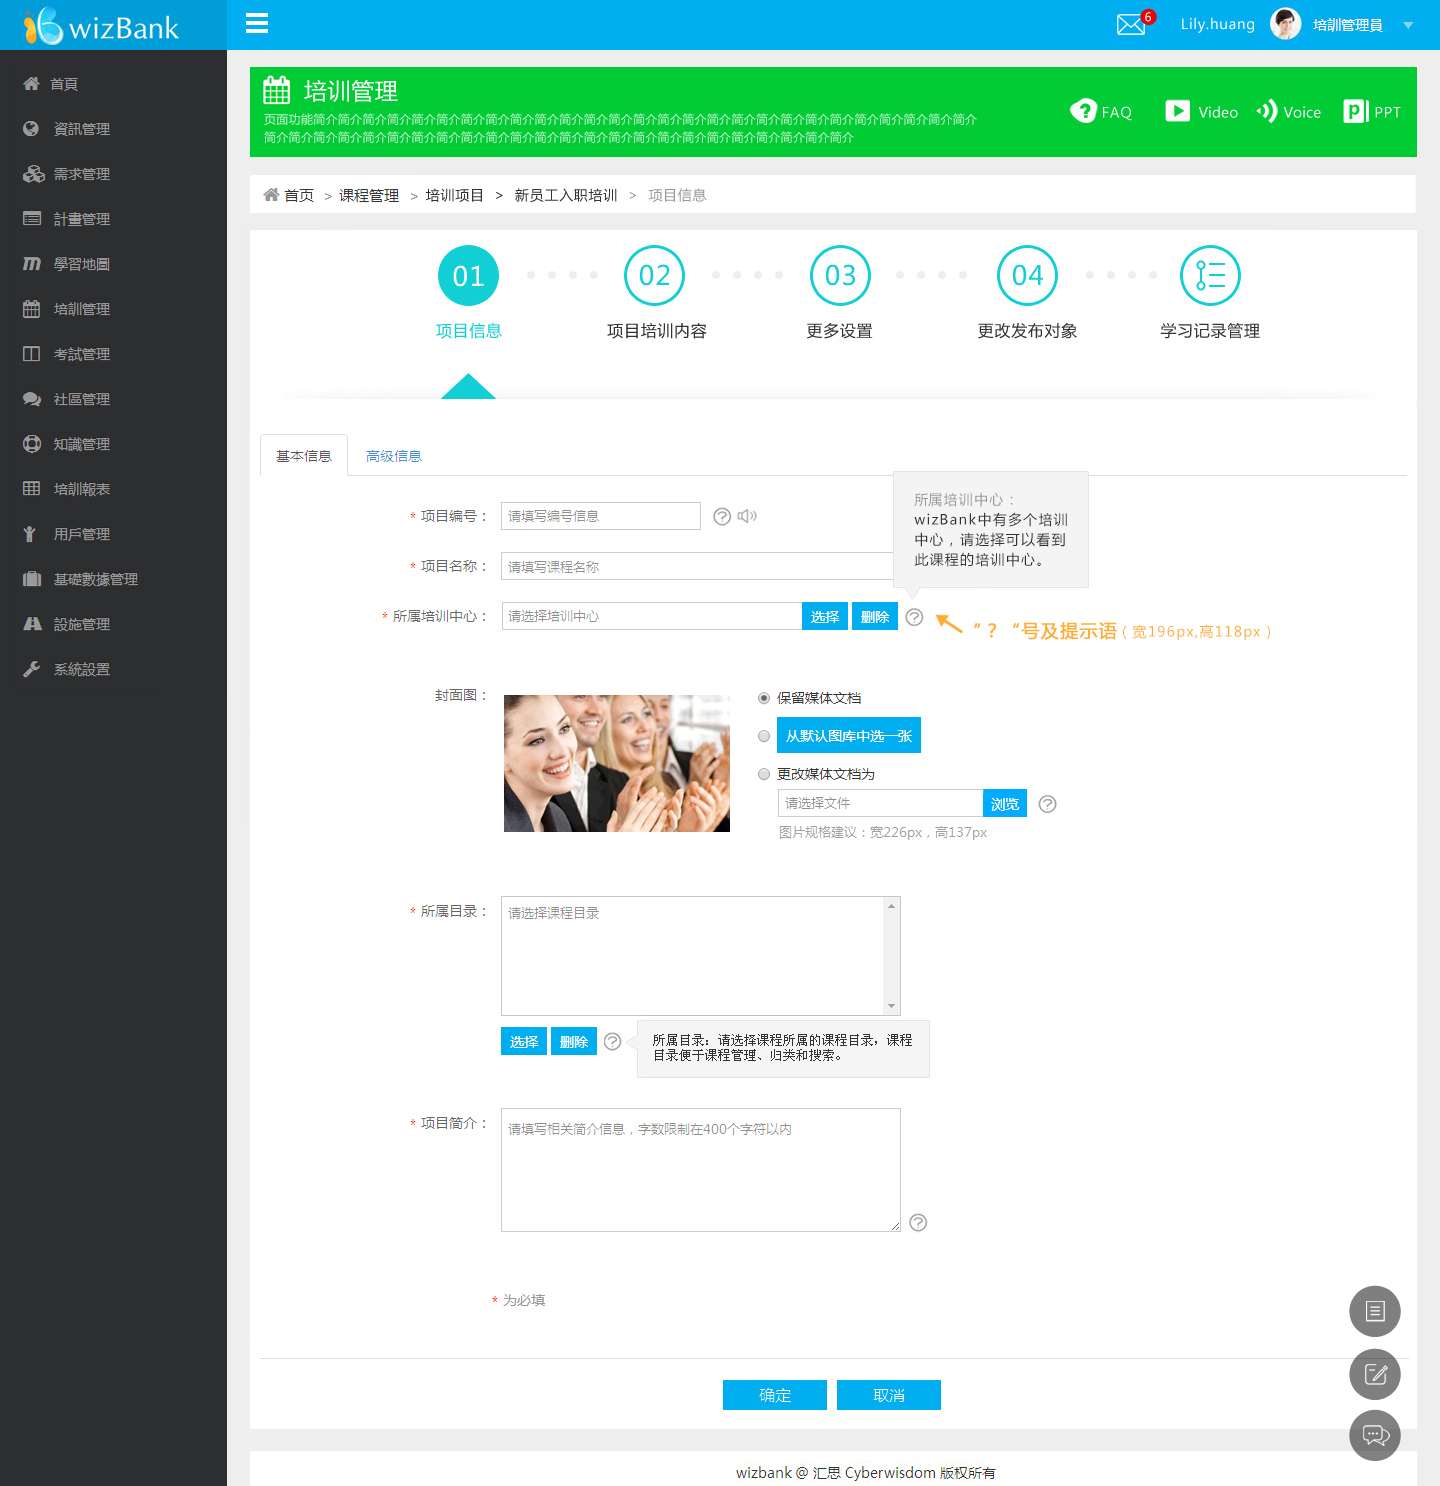 wizBank
6
Lily.huang
培訓管理員
首頁
資訊管理
需求管理
計畫管理
學習地圖
培訓管理
考試管理
社區管理
知識管理
培訓報表
用戶管理
基礎數據管理
設施管理
系統設置
培训管理
页面功能简介简介简介简介简介简介简介简介简介简介简介简介简介简介简介简介简介简介简介简介简介简介简介简介简介简介简介
简介简介简介简介简介简介简介简介简介简介简介简介简介简介简介简介简介简介简介简介简介简介简介简介
FAQ
Video
Voice
PPT
首页 > 课程管理 > 培训项目 > 新员工入职培训 > 项目信息
01
02
03
04
项目信息
项目培训内容
更多设置
更改发布对象
学习记录管理
基本信息
高级信息
* 项目编号：
请填写编号信息
所属培训中心：
wizBank中有多个培训
中心，请选择可以看到
此课程的培训中心。
* 项目名称：
请填写课程名称
* 所属培训中心：
请选择培训中心
选择
删除
“？“号及提示语（宽196px,高118px）
封面图：
保留媒体文档
从默认图库中选一张
更改媒体文档为
请选择文件
浏览
图片规格建议：宽226px，高137px
* 所属目录：
请选择课程目录
选择
删除
所属目录：请选择课程所属的课程目录，课程
目录便于课程管理、归类和搜索。
* 项目简介：
请填写相关简介信息，字数限制在400个字符以内
* 为必填
确定
取消
wizbank @ 汇思 Cyberwisdom 版权所有